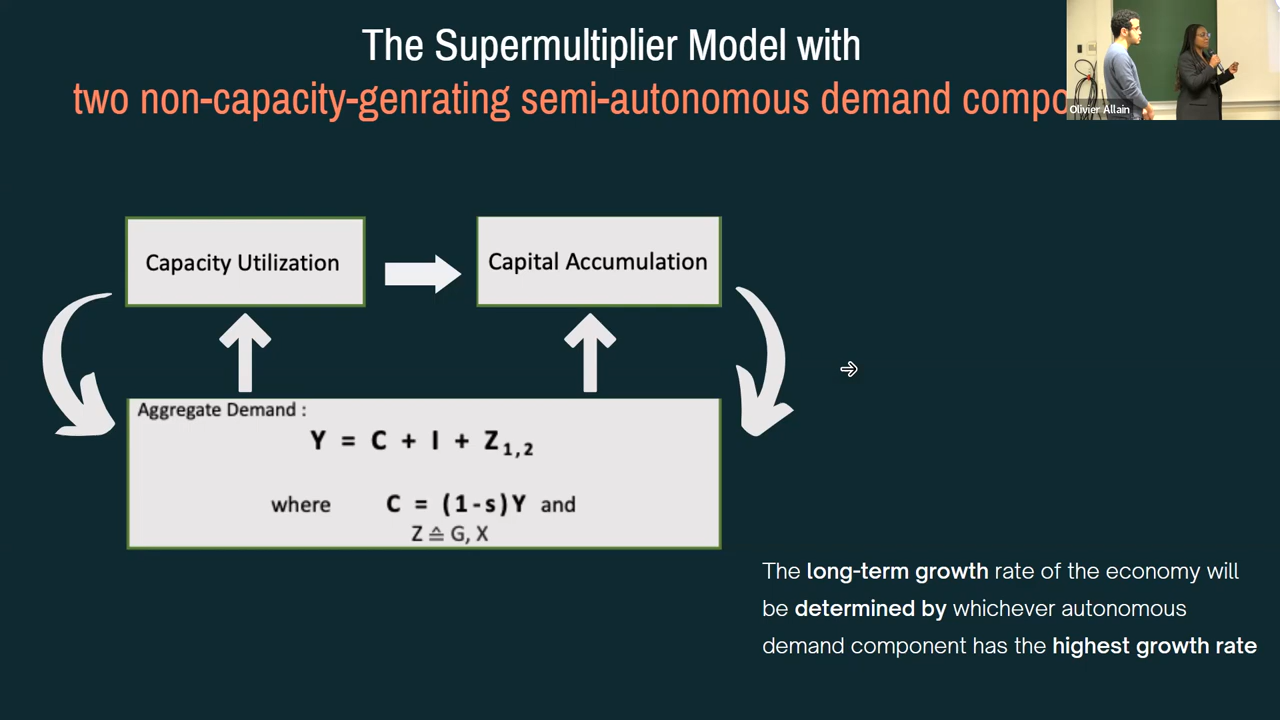 The Supermultiplier Model with
two non-capacity-genrating semi-autonomous demand compo
Olivier Allain
Capacity Utilization
Capital Accumulation
Aggregate Demand :
Y = C + I + Z1,2
where C = (1-s)Y and
Z ≙ G, X
The long-term growth rate of the economy will
be determined by whichever autonomous
demand component has the highest growth rate